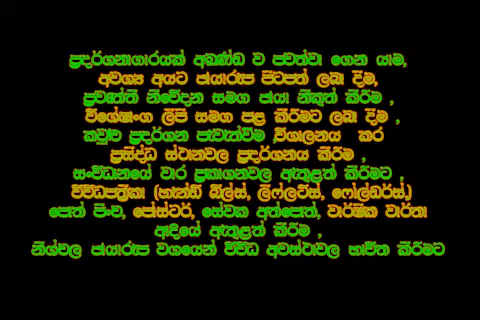 ප්‍රදර්ශනාගාරයක් අඛණ්ඩ ව පවත්වා ගෙන යාම,
අවශ්‍ය අයට ඡායාරූප පිටපත් ලබා දීම,
ප්‍රවෘත්ති නිවේදන සමග ඡායා නිකුත් කිරීම ,
විශේෂාංග ලිපි සමග පළ කිරීමට ලබා දීම ,
කවුළු ප්‍රදර්ශන පැවැත්වීම ,විශාලනය කර
ප්‍රසිද්ධ ස්ථානවල ප්‍රදර්ශනය කිරීම ,
සංවිධානයේ වාර ප්‍රකාශනවල ඇතුළත් කිරීමට ,
විවිධපත්‍රිකා (හෑන්ඩ් බිල්ස්, ලීෆ්ලට්ස්, ෆෝල්ඩර්ස්)
පොත් පිංච, පෝස්ටර්, සේවක අත්පොත්, වාර්ෂික වාර්තා
ආදියේ ඇතුළත් කිරීම ,
නිශ්චල ඡායාරූප වශයෙන් විවිධ අවස්ථාවල භාවිත කිරීමට